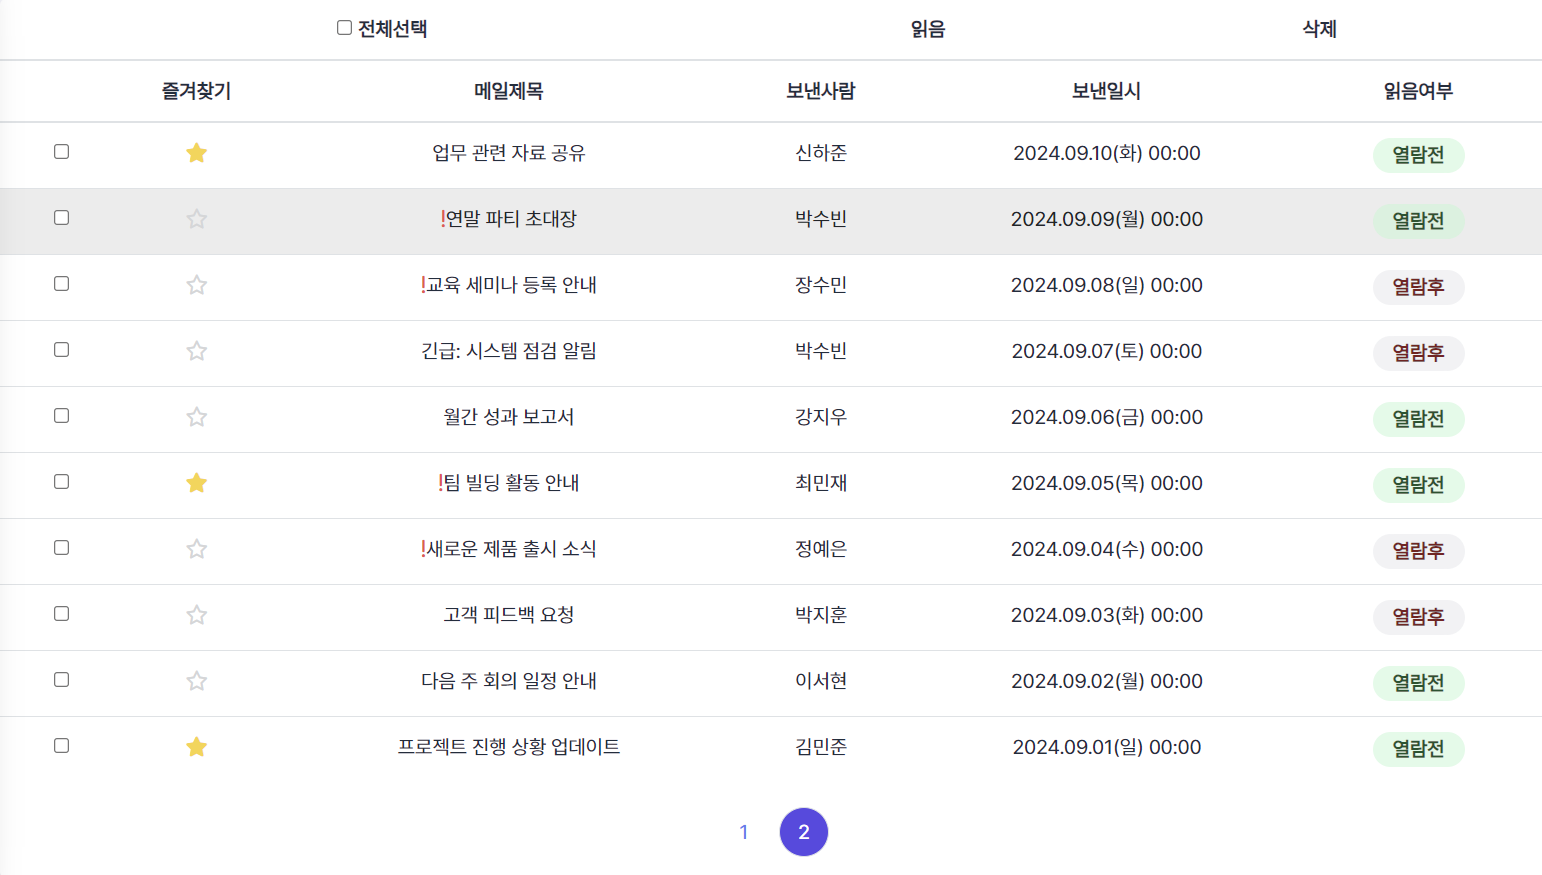 전체선택 읽음 삭제
즐겨찾기 메일제목 보낸사람 보낸일시 읽음여부
업무 관련 자료 공유 신하준 2024.09.10(화) 00:00 열람전
!연말 파티 초대장 박수빈 2024.09.09(월) 00:00 열람전
!교육 세미나 등록 안내 장수민 2024.09.08(일) 00:00 열람후
긴급: 시스템 점검 알림 박수빈 2024.09.07(토) 00:00 열람후
월간 성과 보고서 강지우 2024.09.06(금) 00:00 열람전
!팀 빌딩 활동 안내 최민재 2024.09.05(목) 00:00 열람전
!새로운 제품 출시 소식 정예은 2024.09.04(수) 00:00 열람후
고객 피드백 요청 박지훈 2024.09.03(화) 00:00 열람후
다음 주 회의 일정 안내 이서현 2024.09.02(월) 00:00 열람전
프로젝트 진행 상황 업데이트 김민준 2024.09.01(일) 00:00 열람전
1 2